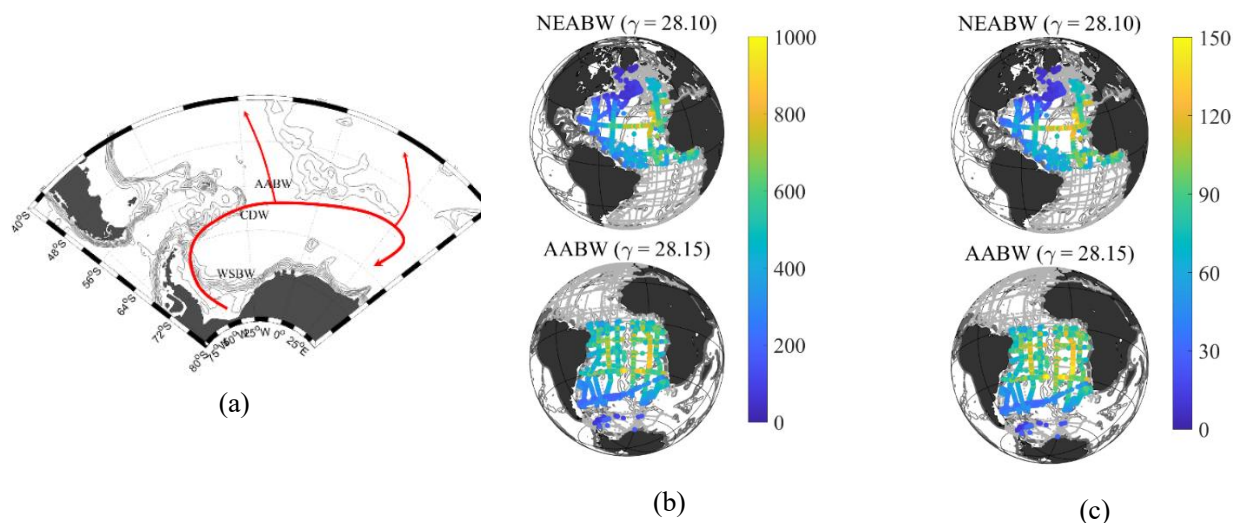 AABW
CDW
WSBW
40°S
48°S
56°S
64°S
72°S
80°S
75°W
25°W
0°
25°E
(a)
NEABW (γ = 28.10)
AABW (γ = 28.15)
1000
800
600
400
200
0
(b)
NEABW (γ = 28.10)
AABW (γ = 28.15)
150
120
90
60
30
0
(c)